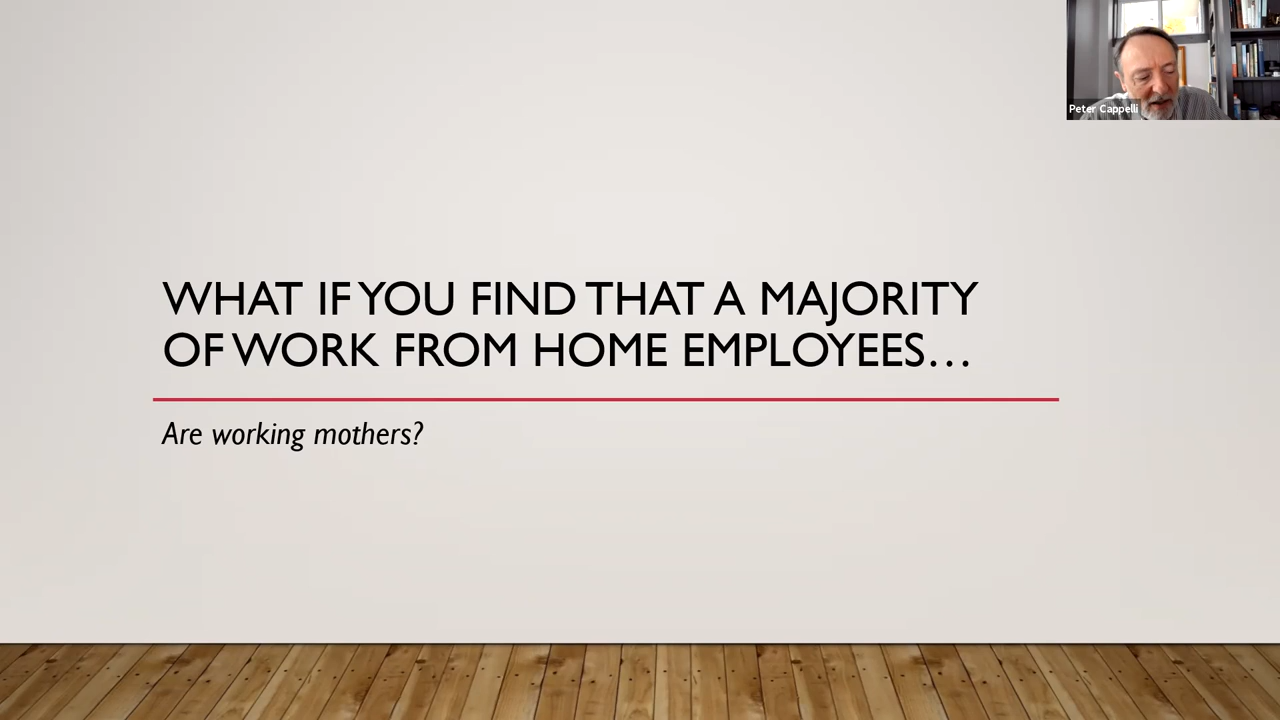 Peter Cappelli
WHAT IF YOU FIND THAT A MAJORITY
OF WORK FROM HOME EMPLOYEES…
Are working mothers?